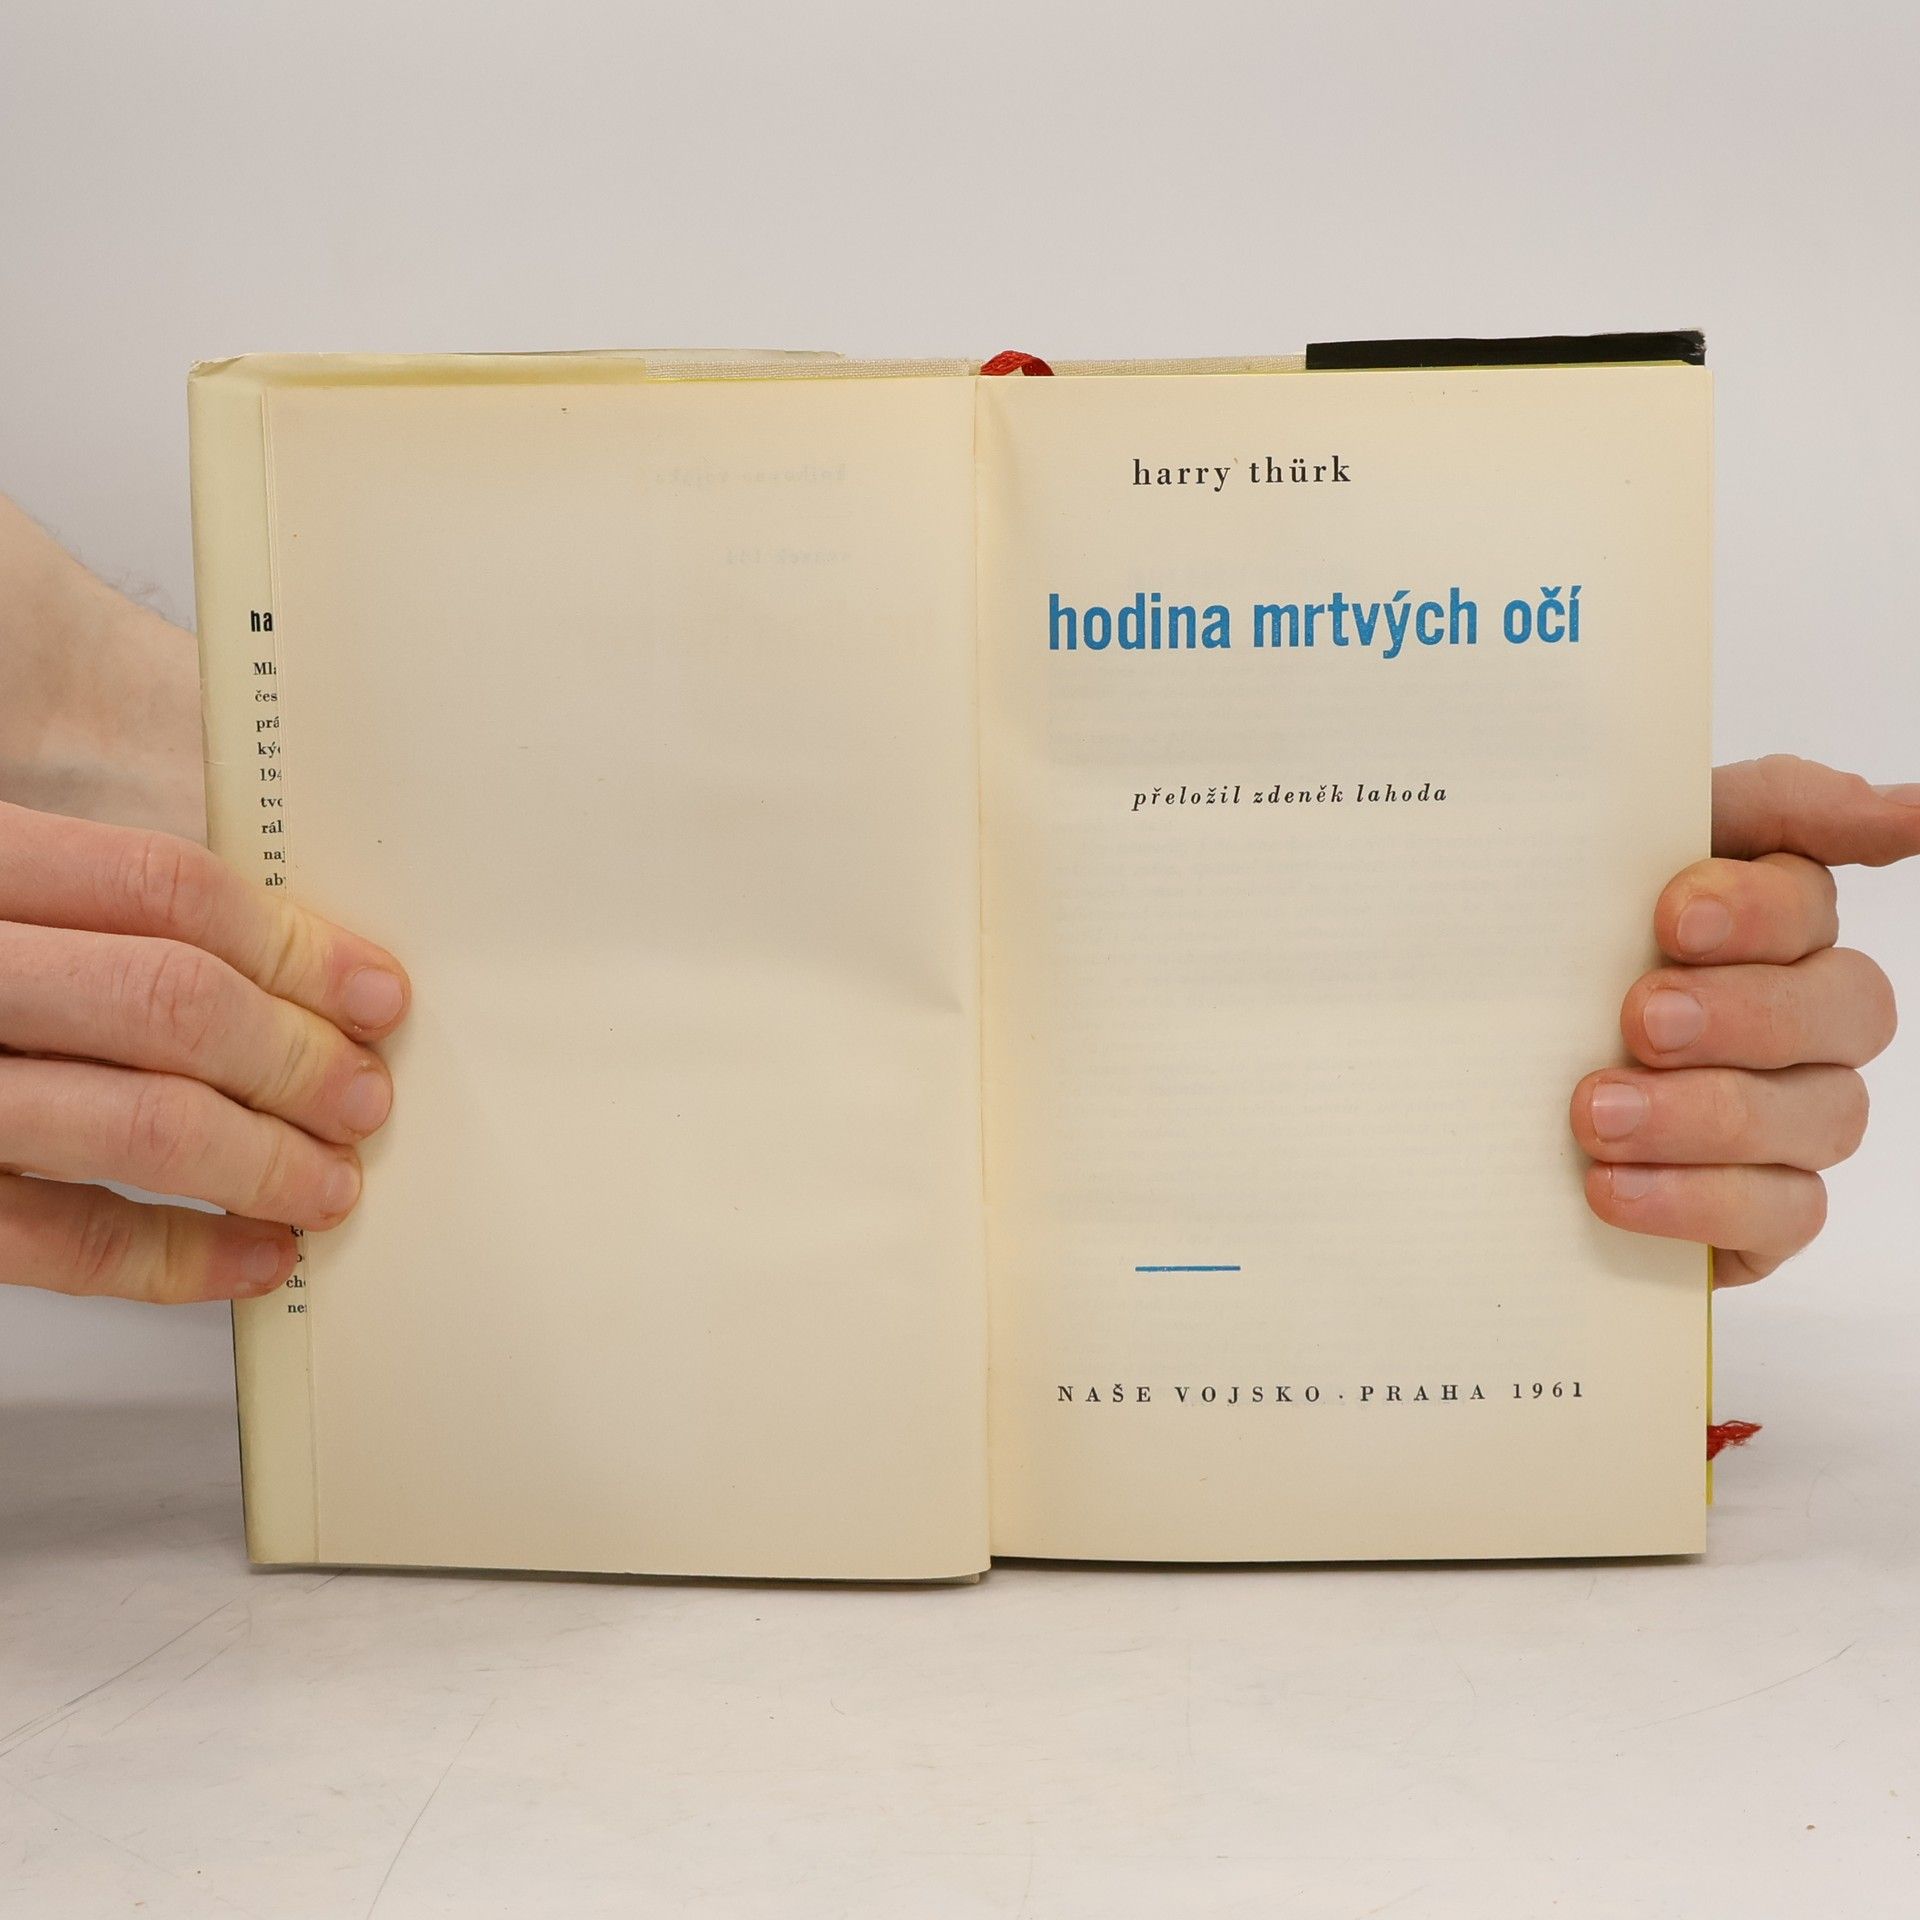 harry thürk
hodina mrtvých očí
přeložil zdeněk lahoda
NAŠE VOJSKO · PRAHA 1961